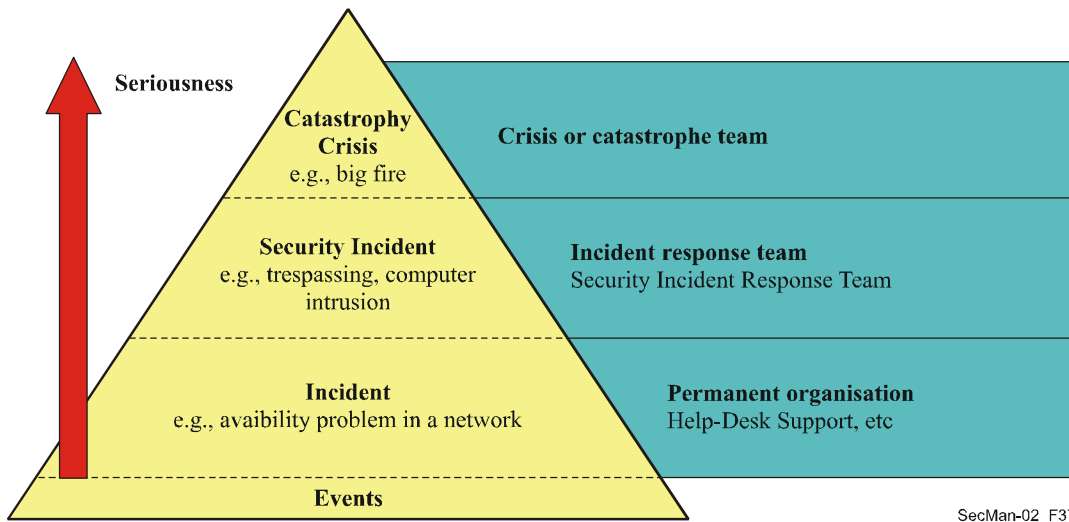 Seriousness
Catastrophy
Crisis
e.g., big fire
Crisis or catastrophe team
Security Incident
e.g., trespassing, computer
intrusion
Incident response team
Security Incident Response Team
Incident
e.g., avaibility problem in a network
Permanent organisation
Help-Desk Support, etc
Events
SecMan-02